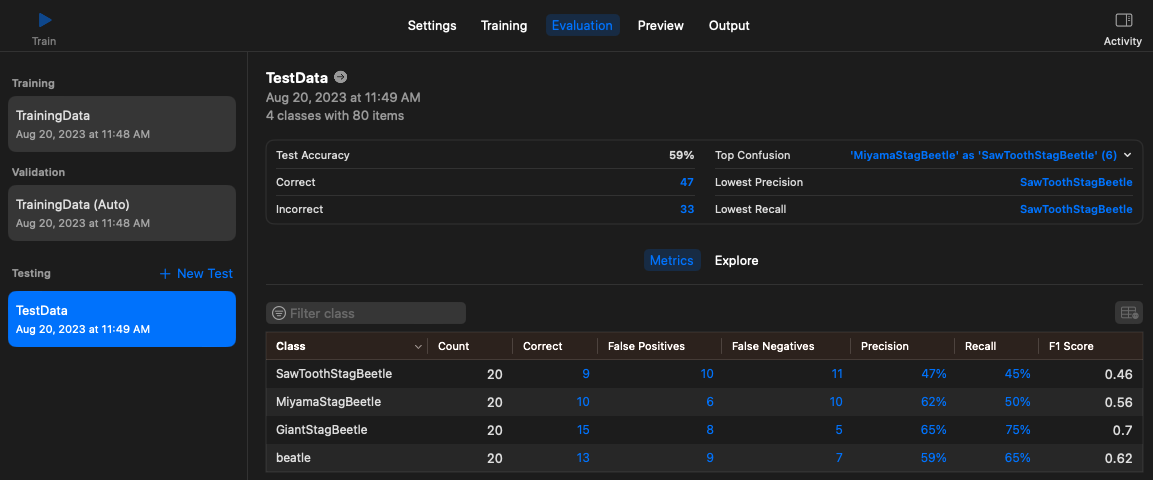 Train
Settings Training Evaluation Preview Output
Activity
Training
TrainingData
Aug 20, 2023 at 11:48 AM
Validation
TrainingData (Auto)
Aug 20, 2023 at 11:48 AM
Testing + New Test
TestData
Aug 20, 2023 at 11:49 AM
TestData
Aug 20, 2023 at 11:49 AM
4 classes with 80 items
Test Accuracy 59% Top Confusion 'MiyamaStagBeetle' as 'SawToothStagBeetle' (6)
Correct 47 Lowest Precision SawToothStagBeetle
Incorrect 33 Lowest Recall SawToothStagBeetle
Metrics Explore
Filter class
Class Count Correct False Positives False Negatives Precision Recall F1 Score
SawToothStagBeetle 20 9 10 11 47% 45% 0.46
MiyamaStagBeetle 20 10 6 10 62% 50% 0.56
GiantStagBeetle 20 15 8 5 65% 75% 0.7
beatle 20 13 9 7 59% 65% 0.62